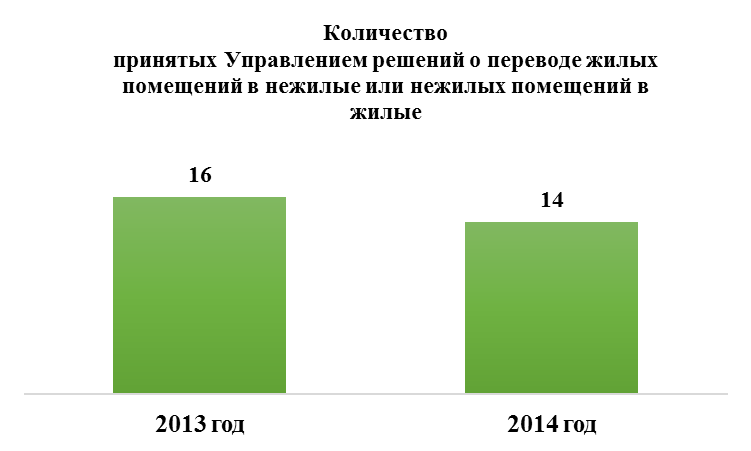 Количество
принятых Управлением решений о переводе жилых
помещений в нежилые или нежилых помещений в
жилые
16
14
2013 год
2014 год